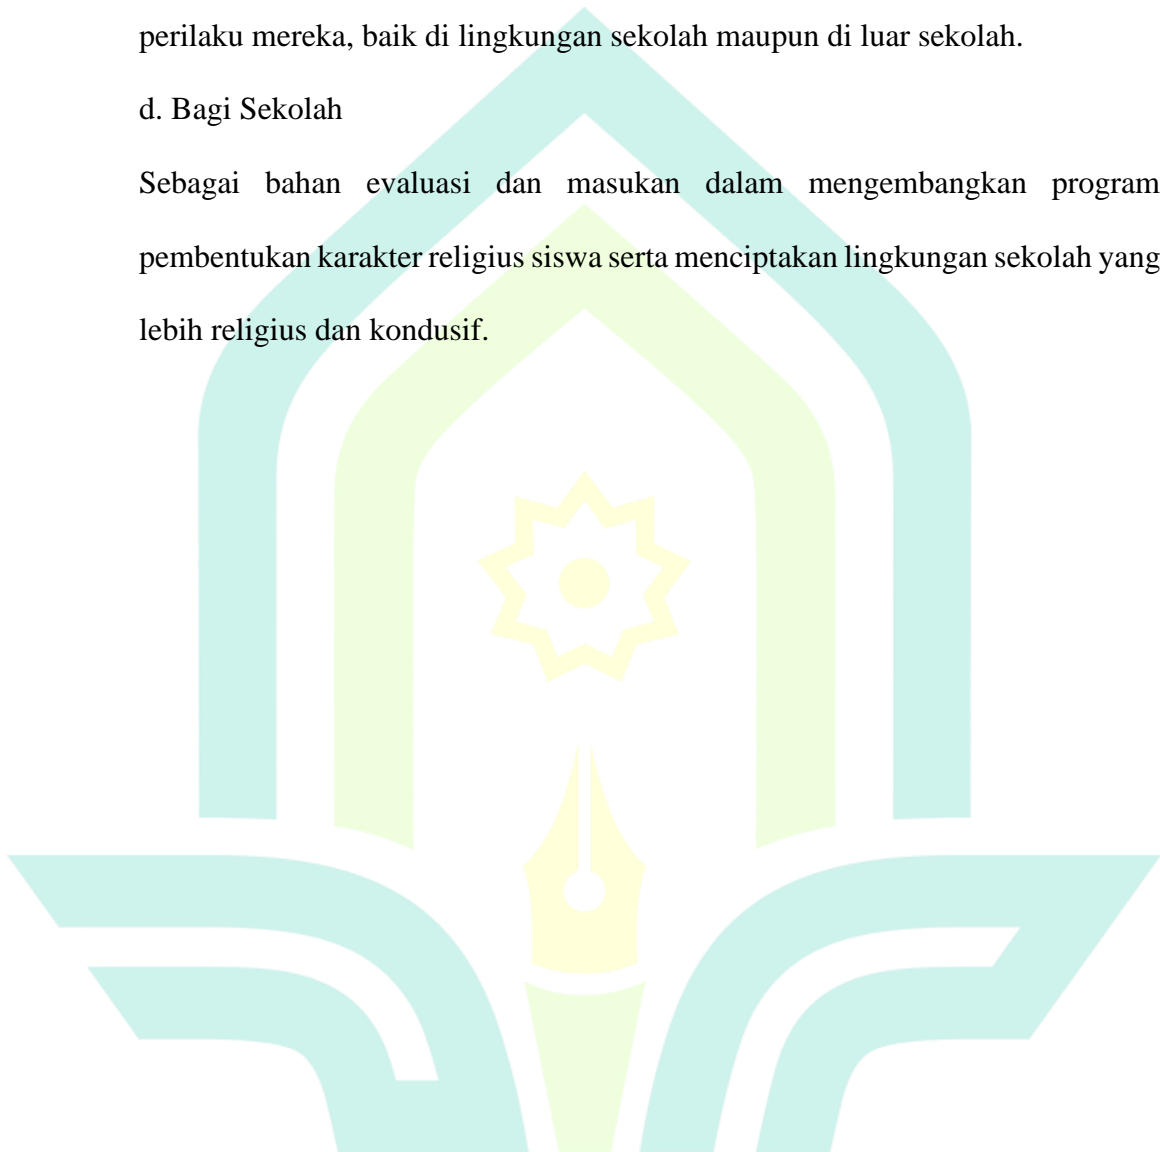 perilaku mereka, baik di lingkungan sekolah maupun di luar sekolah.
d. Bagi Sekolah
Sebagai bahan evaluasi dan masukan dalam mengembangkan program
pembentukan karakter religius siswa serta menciptakan lingkungan sekolah yang
lebih religius dan kondusif.